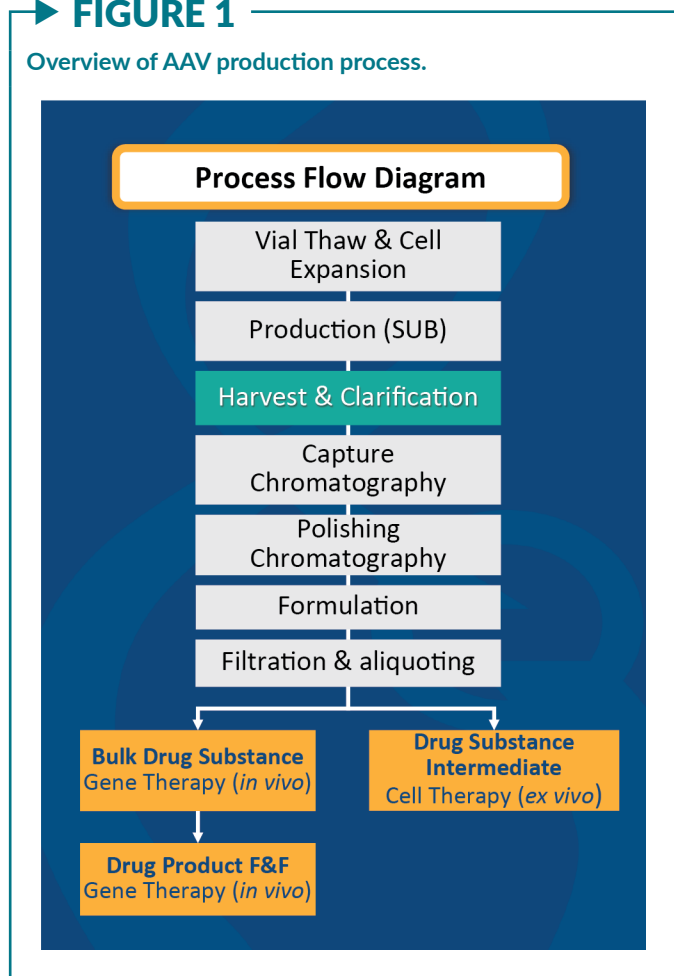 FIGURE 1
Overview of AAV production process.
Process Flow Diagram
Vial Thaw & Cell
Expansion
Production (SUB)
Harvest & Clarification
Capture
Chromatography
Polishing
Chromatography
Formulation
Filtration & aliquoting
Bulk Drug Substance
Gene Therapy (in vivo)
Drug Substance
Intermediate
Cell Therapy (ex vivo)
Drug Product F&F
Gene Therapy (in vivo)